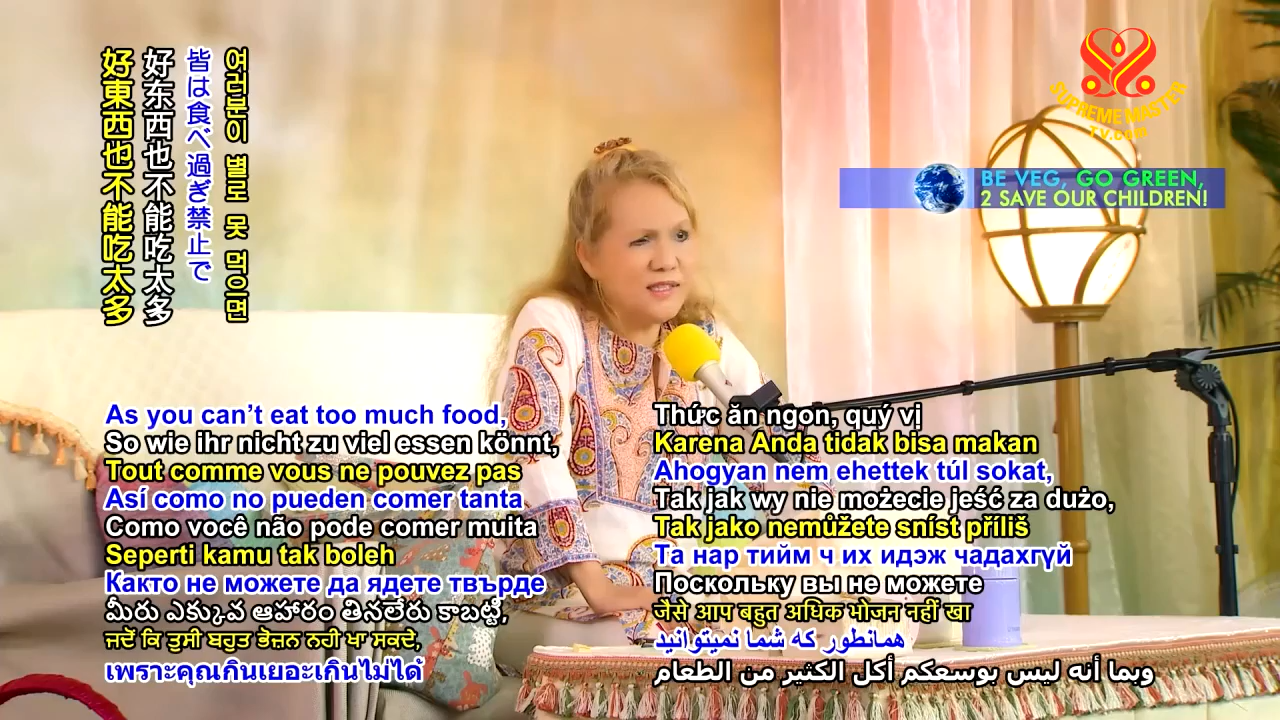 SUPREME MASTER
TV.com
BE VEG, GO GREEN,
2 SAVE OUR CHILDREN!
여러분이 별로 못 먹으면
皆は食べ過ぎ禁止で
好东西也不能吃太多
好東西也不能吃太多
As you can’t eat too much food,
So wie ihr nicht zu viel essen könnt,
Tout comme vous ne pouvez pas
Así como no pueden comer tanta
Como você não pode comer muita
Seperti kamu tak boleh
Както не можете да ядете твърде
మీరు ఎక్కువ ఆహారం తినలేరు కాబట్టి,
ਜਦੋਂ ਕਿ ਤੁਸੀ ਬਹੁਤ ਭੋਜ਼ਨ ਨਹੀ ਖਾ ਸਕਦੇ,
เพราะคุณกินเยอะเกินไม่ได้
Thức ăn ngon, quý vị
Karena Anda tidak bisa makan
Ahogyan nem ehettek túl sokat,
Tak jak wy nie możecie jeść za dużo,
Tak jako nemůžete sníst příliš
Та нар тийм ч их идэж чадахгүй
Поскольку вы не можете
जैसे आप बहुत अधिक भोजन नहीं खा
همانطور که شما نمیتوانید
وبما أنه ليس بوسعكم أكل الكثير من الطعام